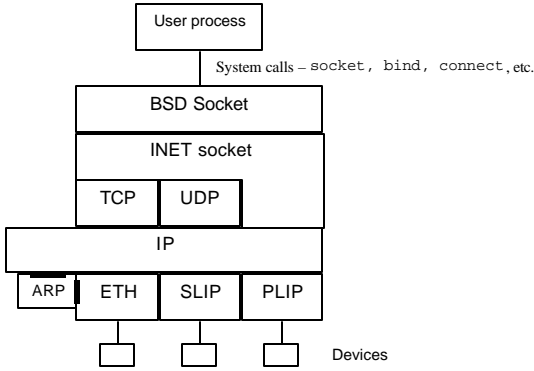 User process
System calls – socket, bind, connect, etc.
BSD Socket
INET socket
TCP UDP
IP
ARP ETH SLIP PLIP
Devices